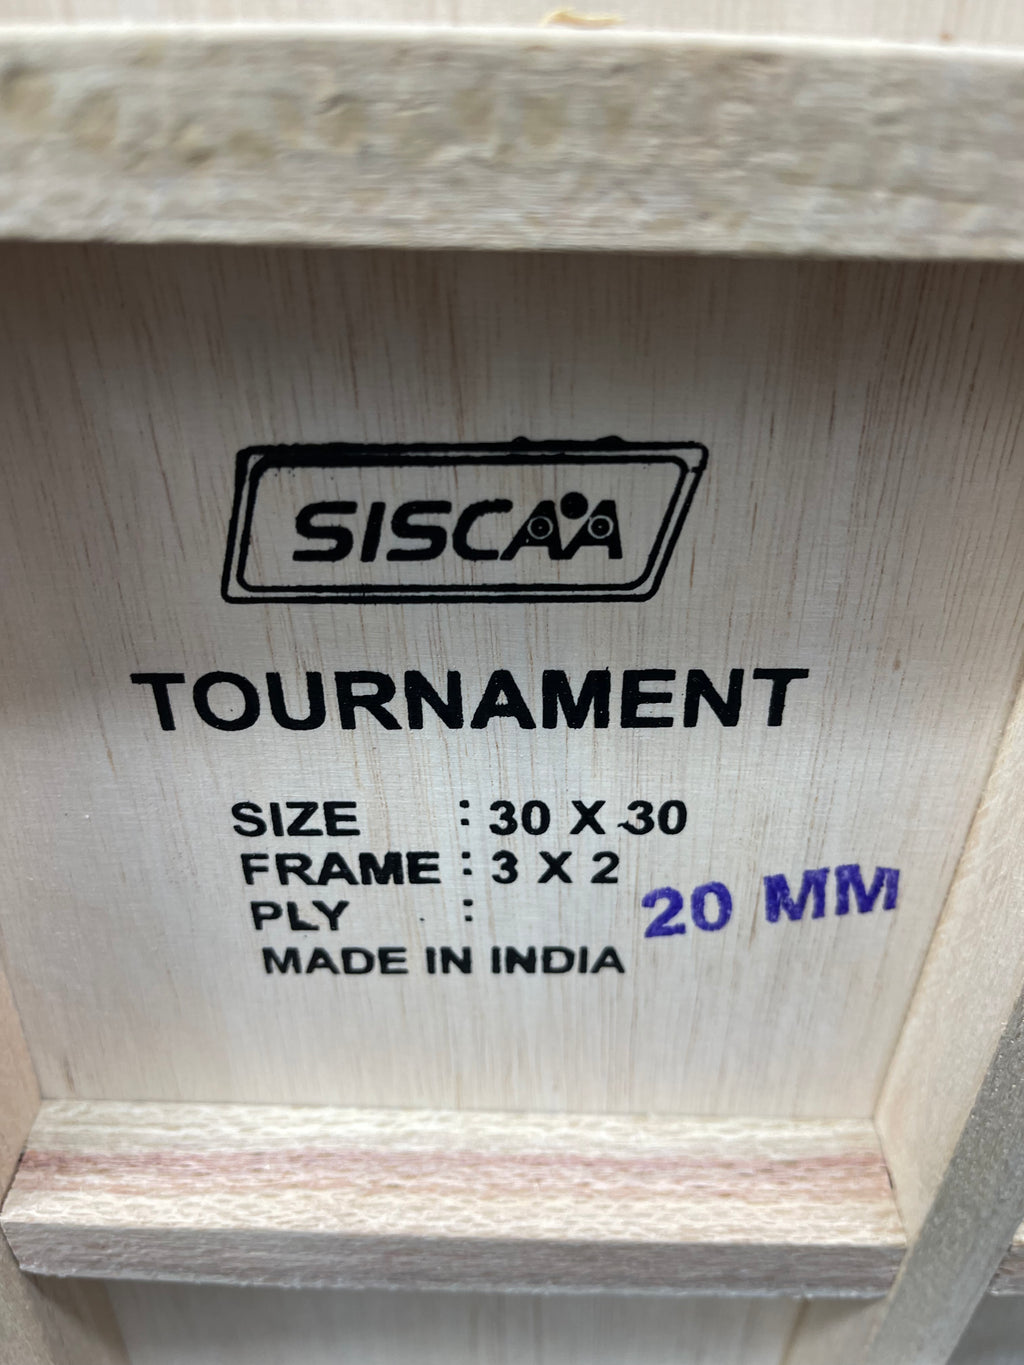 SISCAA
TOURNAMENT
SIZE : 30 X 30
FRAME : 3 X 2
PLY : 20 MM
MADE IN INDIA